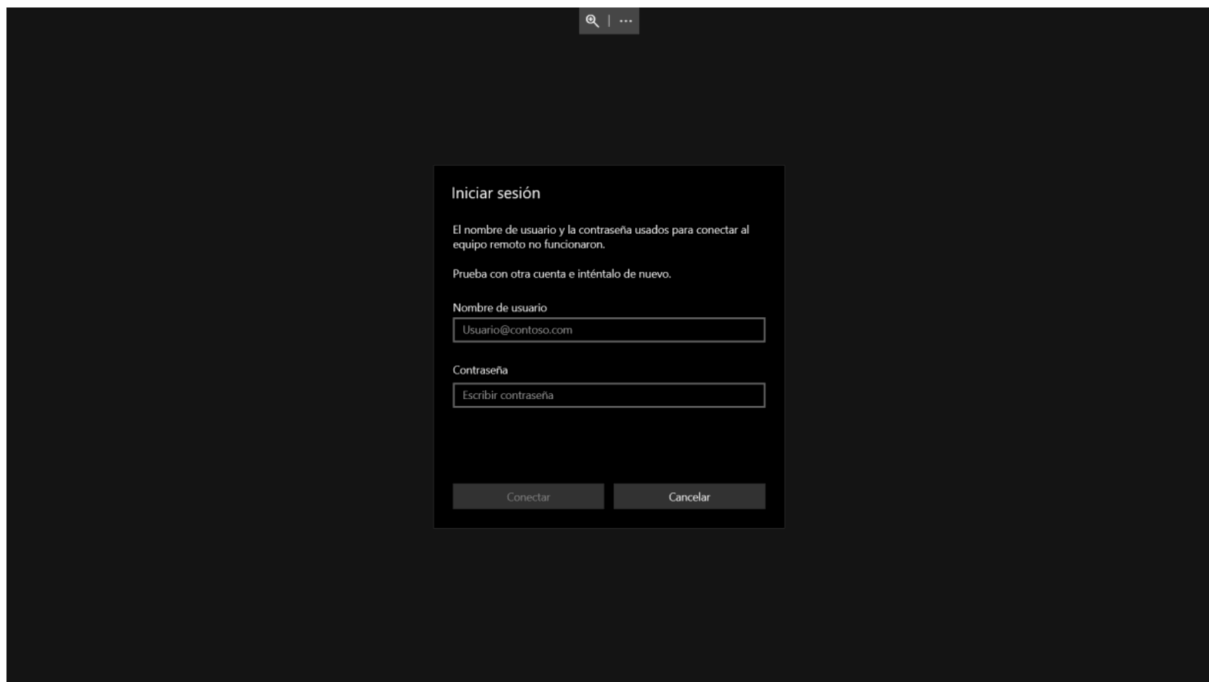 Iniciar sesión
El nombre de usuario y la contraseña usados para conectar al
equipo remoto no funcionaron.
Prueba con otra cuenta e inténtalo de nuevo.
Nombre de usuario
Usuario@contoso.com
Contraseña
Escribir contraseña
Conectar
Cancelar